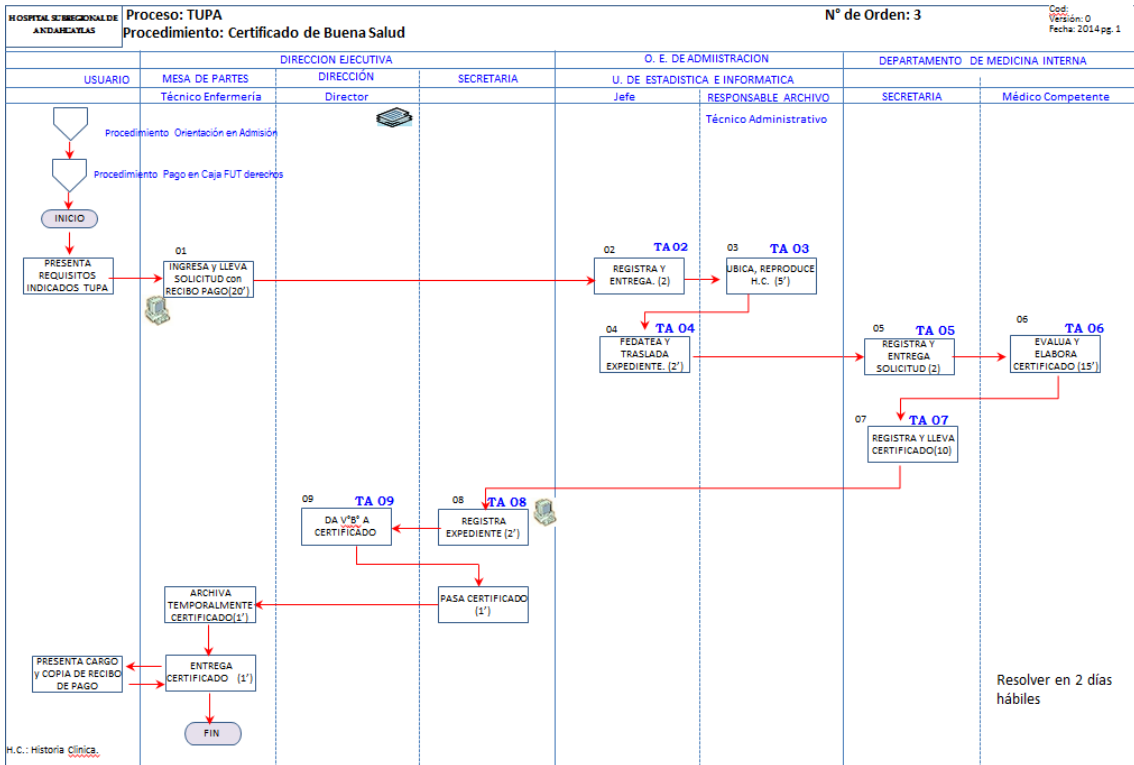 HOSPITAL SUBREGIONAL DE
ANDAHUAYLAS
Proceso: TUPA
Procedimiento: Certificado de Buena Salud
N° de Orden: 3
Cod:
Versión: 0
Fecha: 2014 pg. 1
DIRECCION EJECUTIVA
O. E. DE ADMIISTRACION
DEPARTAMENTO DE MEDICINA INTERNA
USUARIO
MESA DE PARTES
DIRECCIÓN
SECRETARIA
U. DE ESTADISTICA E INFORMATICA
SECRETARIA
Médico Competente
Técnico Enfermería
Director
Jefe
RESPONSABLE ARCHIVO
Técnico Administrativo
Procedimiento Orientación en Admisión
Procedimiento Pago en Caja FUT derechos
INICIO
PRESENTA
REQUISITOS
INDICADOS TUPA
01
INGRESA y LLEVA
SOLICITUD con
RECIBO PAGO(20')
02
TA 02
REGISTRA Y
ENTREGA. (2)
03
TA 03
UBICA, REPRODUCE
H.C. (5')
04
TA 04
FEDATEA Y
TRASLADA
EXPEDIENTE. (2')
05
TA 05
REGISTRA Y
ENTREGA
SOLICITUD (2)
06
TA 06
EVALUA Y
ELABORA
CERTIFICADO (15')
07
TA 07
REGISTRA Y LLEVA
CERTIFICADO(10)
08
TA 08
REGISTRA
EXPEDIENTE (2')
09
TA 09
DA V°B° A
CERTIFICADO
PASA CERTIFICADO
(1')
ARCHIVA
TEMPORALMENTE
CERTIFICADO(1')
PRESENTA CARGO
y COPIA DE RECIBO
DE PAGO
ENTREGA
CERTIFICADO (1')
FIN
Resolver en 2 días
hábiles
H.C.: Historia Clinica.